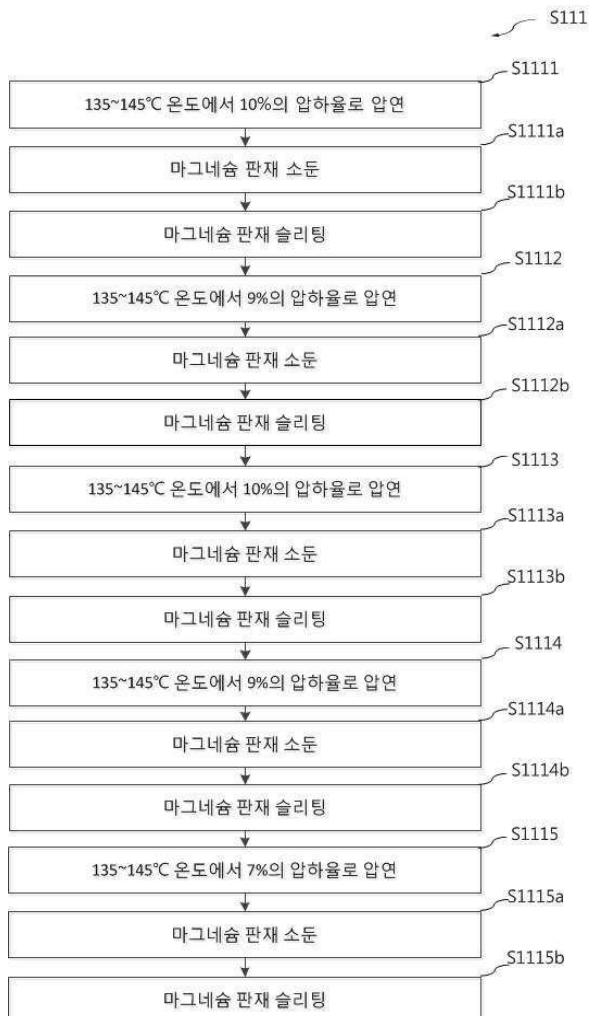 S111
S1111
135~145℃ 온도에서 10%의 압하율로 압연
S1111a
마그네슘 판재 소둔
S1111b
마그네슘 판재 슬리팅
S1112
135~145℃ 온도에서 9%의 압하율로 압연
S1112a
마그네슘 판재 소둔
S1112b
마그네슘 판재 슬리팅
S1113
135~145℃ 온도에서 10%의 압하율로 압연
S1113a
마그네슘 판재 소둔
S1113b
마그네슘 판재 슬리팅
S1114
135~145℃ 온도에서 9%의 압하율로 압연
S1114a
마그네슘 판재 소둔
S1114b
마그네슘 판재 슬리팅
S1115
135~145℃ 온도에서 7%의 압하율로 압연
S1115a
마그네슘 판재 소둔
S1115b
마그네슘 판재 슬리팅